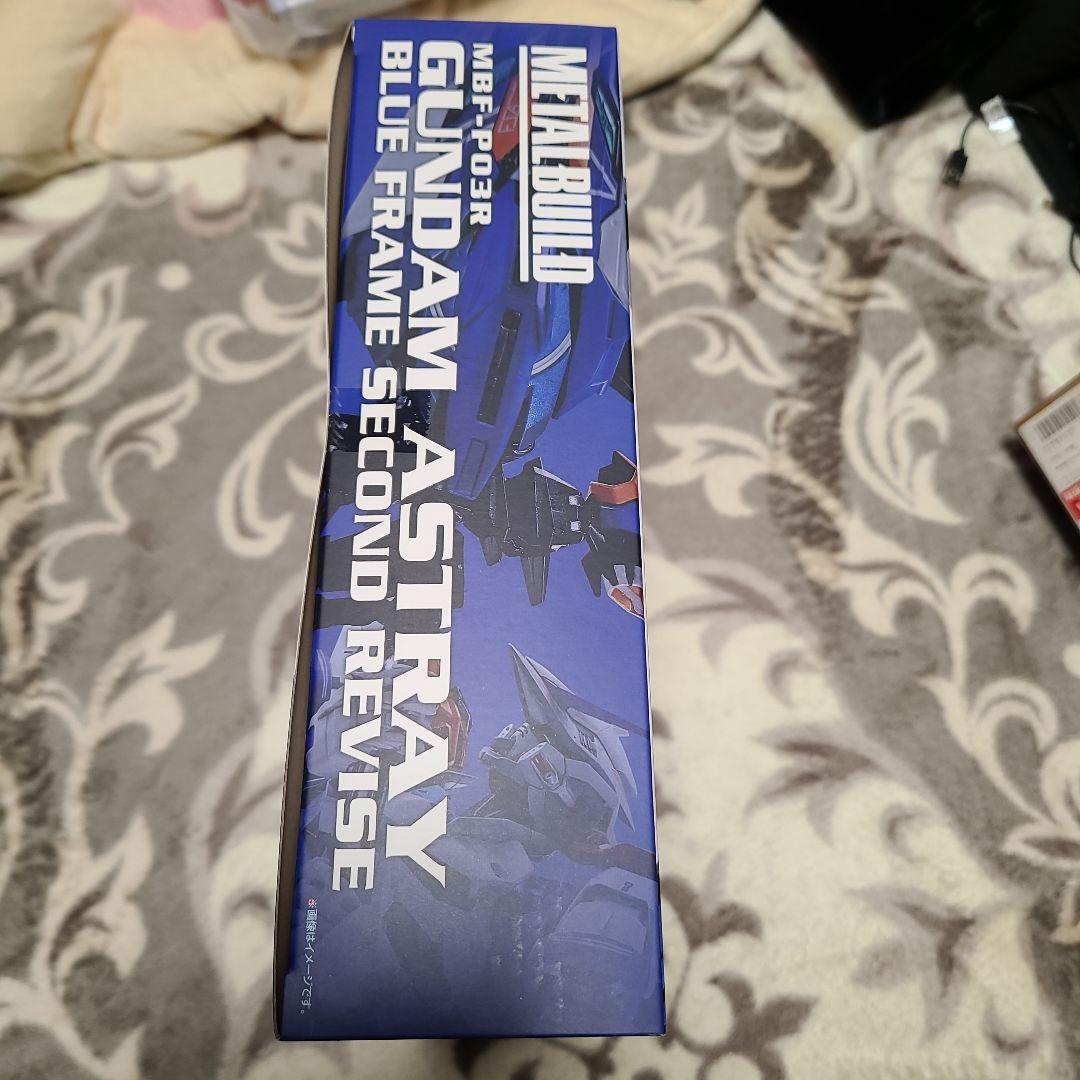 METAL BUILD
MBF-P03R
GUNDAM ASTRAY
BLUE FRAME SECOND REVISE
※画像はイメージです。